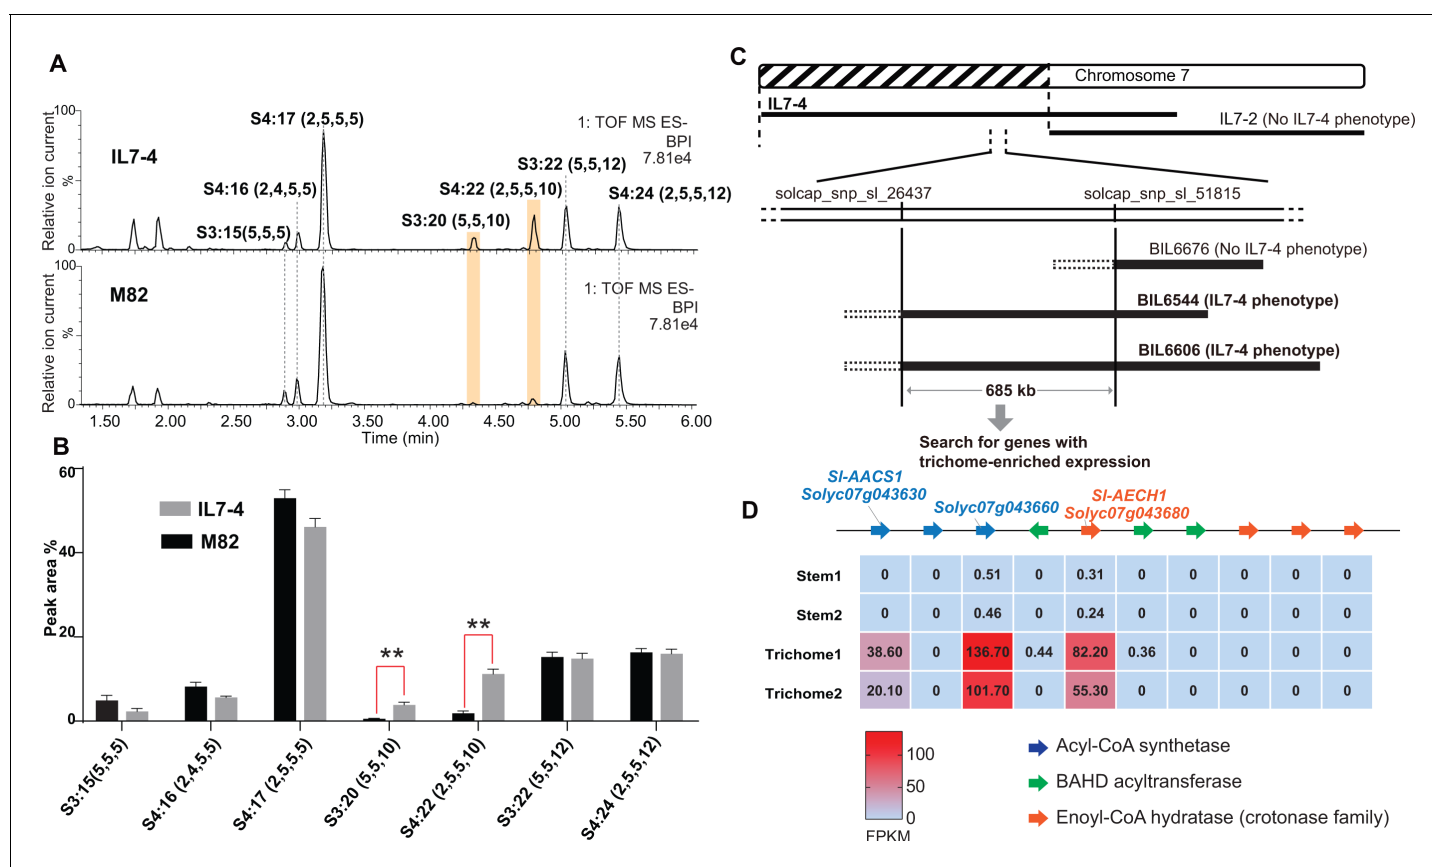 A
100
Relative ion current
%
0
IL7-4
S4:17 (2,5,5,5)
S4:16 (2,4,5,5)
S3:15(5,5,5)
S3:20 (5,5,10)
S4:22 (2,5,5,10)
S3:22 (5,5,12)
S4:24 (2,5,5,12)
1: TOF MS ES-
BPI
7.81e4
100
Relative ion current
%
0
M82
1: TOF MS ES-
BPI
7.81e4
1.50 2.00 2.50 3.00 3.50 4.00 4.50 5.00 5.50 6.00
Time (min)
B
60
40
20
0
Peak area %
IL7-4
M82
**
**
S3:15(5,5,5)
S4:16 (2,4,5,5)
S4:17 (2,5,5,5)
S3:20 (5,5,10)
S4:22 (2,5,5,10)
S3:22 (5,5,12)
S4:24 (2,5,5,12)
C
Chromosome 7
IL7-4
IL7-2 (No IL7-4 phenotype)
solcap_snp_sl_26437
solcap_snp_sl_51815
BIL6676 (No IL7-4 phenotype)
BIL6544 (IL7-4 phenotype)
BIL6606 (IL7-4 phenotype)
685 kb
Search for genes with
trichome-enriched expression
D
Sl-AACS1
Solyc07g043630
Solyc07g043660
Sl-AECH1
Solyc07g043680
Stem1 0 0 0.51 0 0.31 0 0 0 0 0
Stem2 0 0 0.46 0 0.24 0 0 0 0 0
Trichome1 38.60 0 136.70 0.44 82.20 0.36 0 0 0 0
Trichome2 20.10 0 101.70 0 55.30 0 0 0 0 0
100
50
0
FPKM
Acyl-CoA synthetase
BAHD acyltransferase
Enoyl-CoA hydratase (crotonase family)